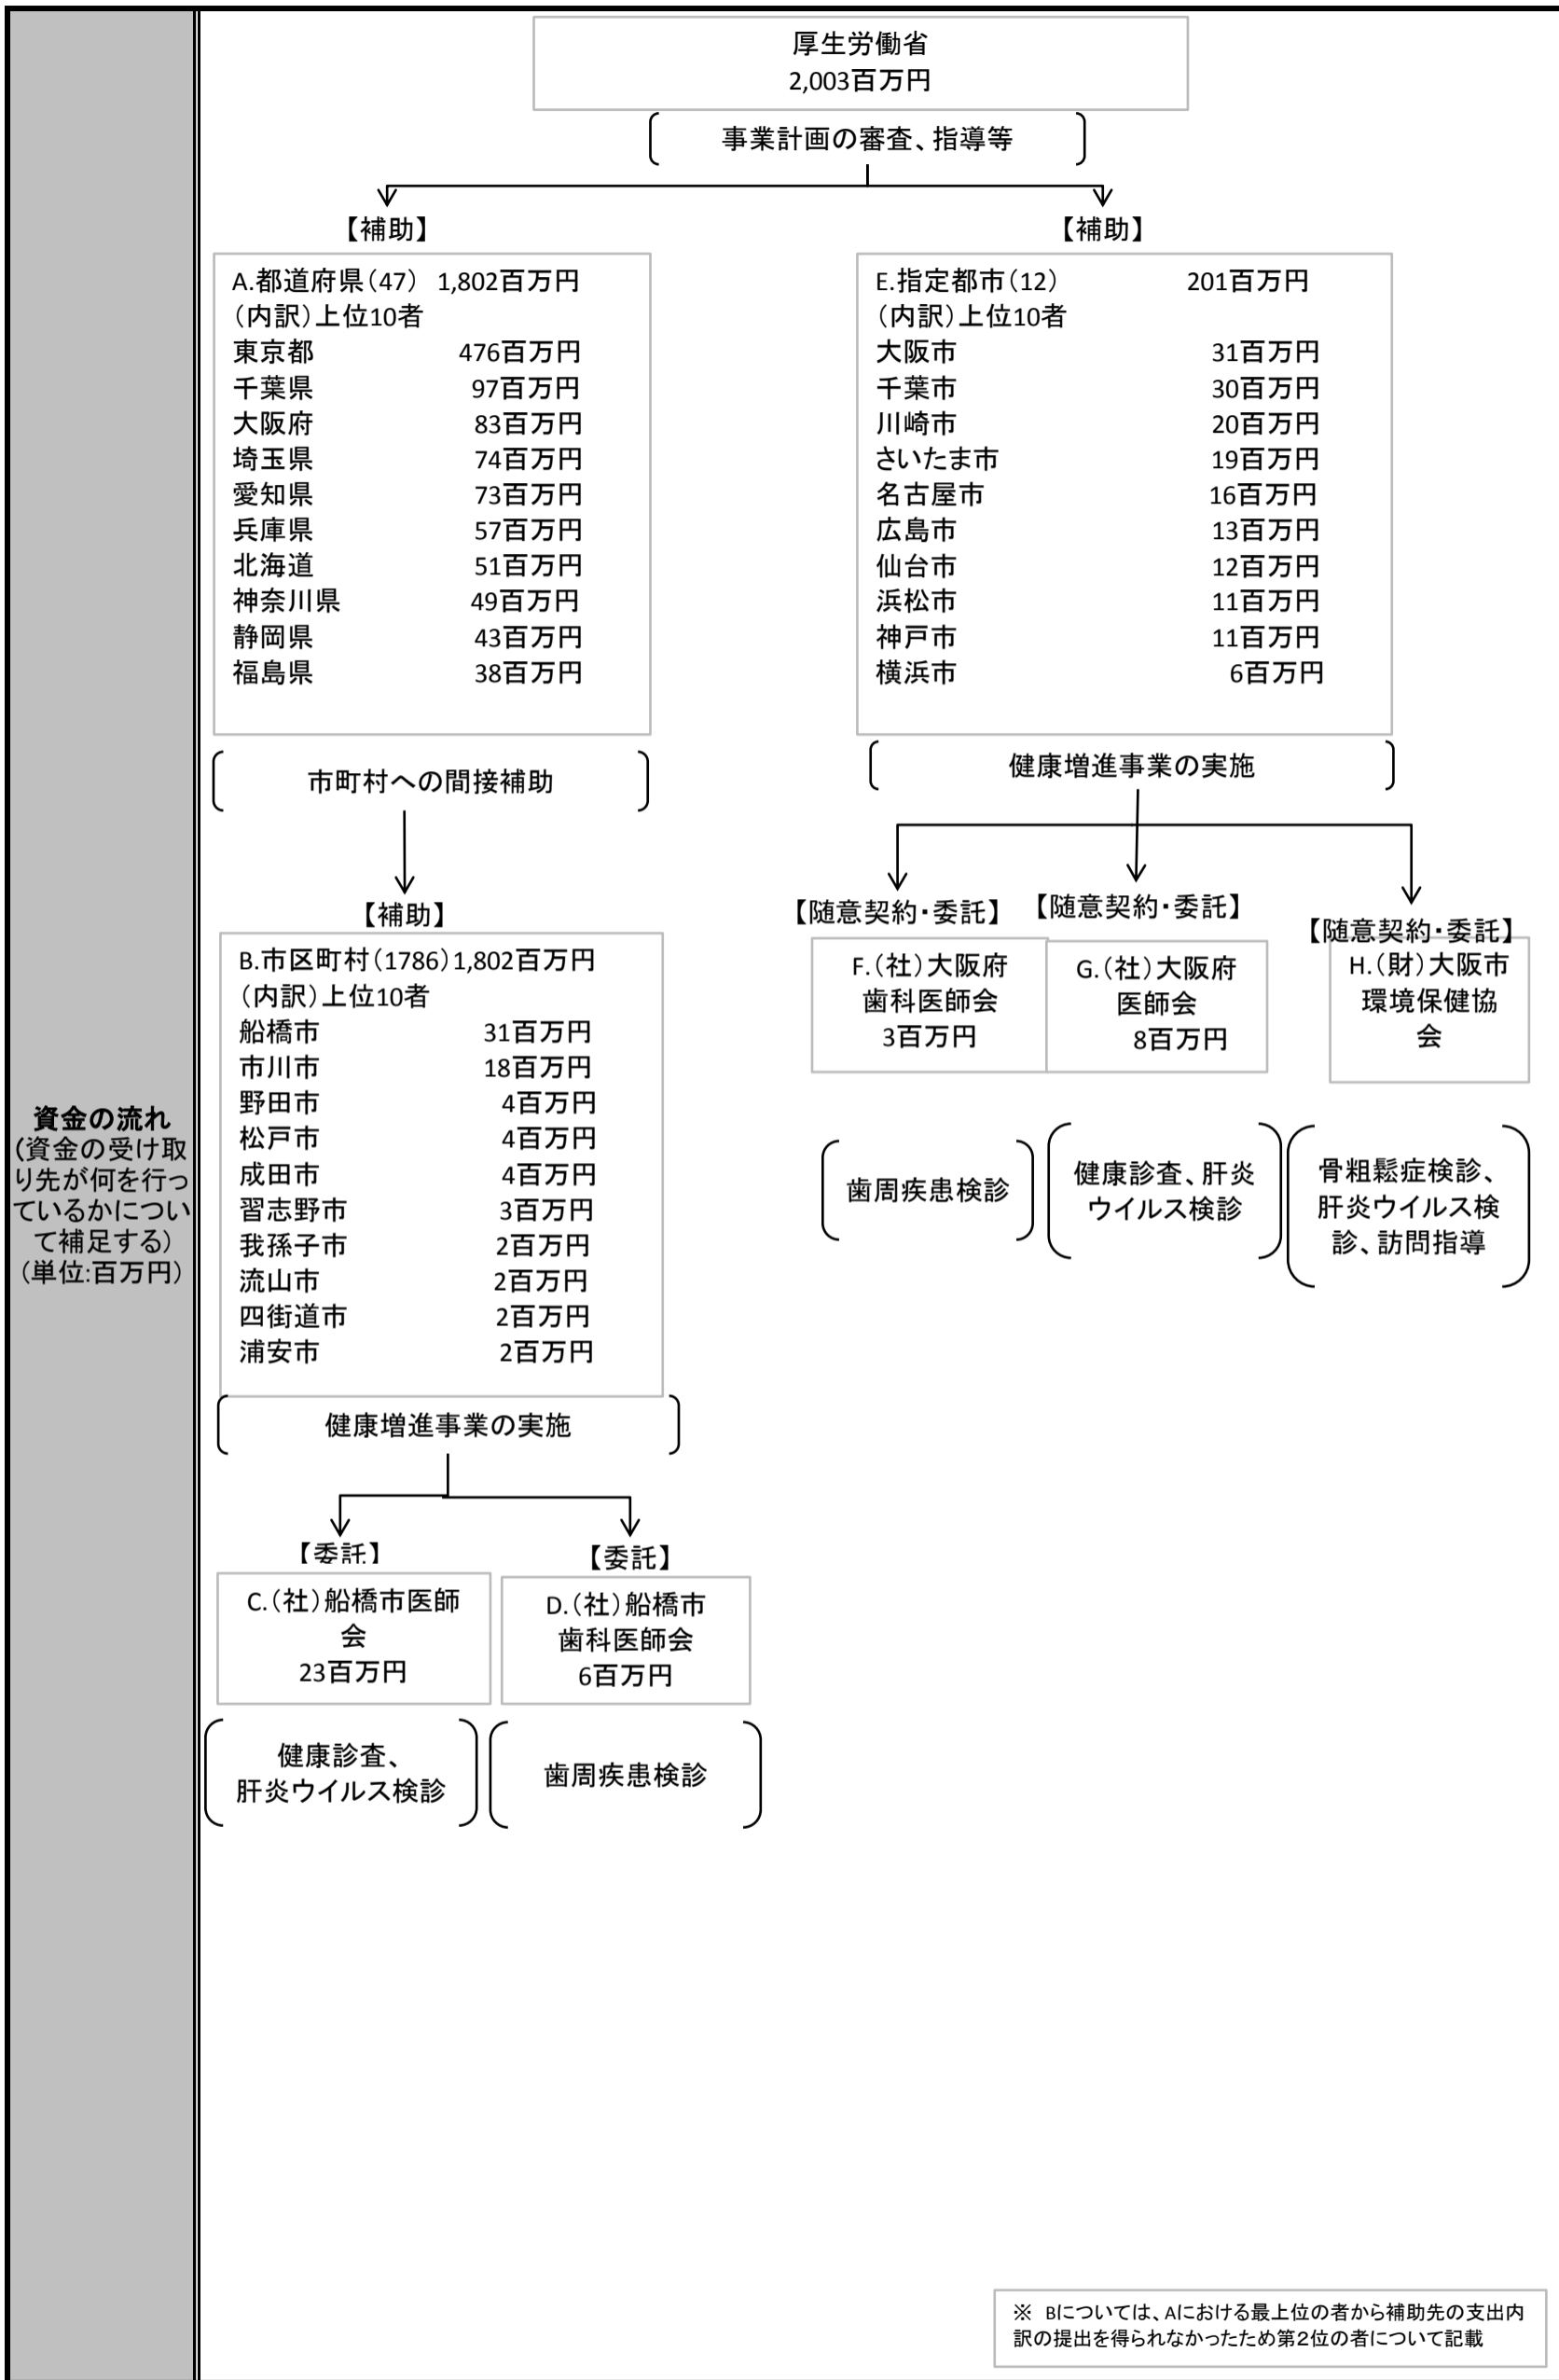 資金の流れ
(資金の受け取
り先が何を行っ
ているかについ
て補足する)
(単位:百万円)
厚生労働省
2,003百万円
事業計画の審査、指導等
【補助】
A.都道府県(47) 1,802百万円
(内訳)上位10者
東京都 476百万円
千葉県 97百万円
大阪府 83百万円
埼玉県 74百万円
愛知県 73百万円
兵庫県 57百万円
北海道 51百万円
神奈川県 49百万円
静岡県 43百万円
福島県 38百万円
市町村への間接補助
【補助】
B.市区町村(1786)1,802百万円
(内訳)上位10者
船橋市 31百万円
市川市 18百万円
野田市 4百万円
松戸市 4百万円
成田市 4百万円
習志野市 3百万円
我孫子市 2百万円
流山市 2百万円
四街道市 2百万円
浦安市 2百万円
健康増進事業の実施
【委託】
C.(社)船橋市医師
会
23百万円
健康診査、
肝炎ウイルス検診
【委託】
D.(社)船橋市
歯科医師会
6百万円
歯周疾患検診
【補助】
E.指定都市(12) 201百万円
(内訳)上位10者
大阪市 31百万円
千葉市 30百万円
川崎市 20百万円
さいたま市 19百万円
名古屋市 16百万円
広島市 13百万円
仙台市 12百万円
浜松市 11百万円
神戸市 11百万円
横浜市 6百万円
健康増進事業の実施
【随意契約・委託】
F.(社)大阪府
歯科医師会
3百万円
歯周疾患検診
【随意契約・委託】
G.(社)大阪府
医師会
8百万円
健康診査、肝炎
ウイルス検診
【随意契約・委託】
H.(財)大阪市
環境保健協
会
骨粗鬆症検診、
肝炎ウイルス検
診、訪問指導
※ Bについては、Aにおける最上位の者から補助先の支出内
訳の提出を得られなかったため第2位の者について記載